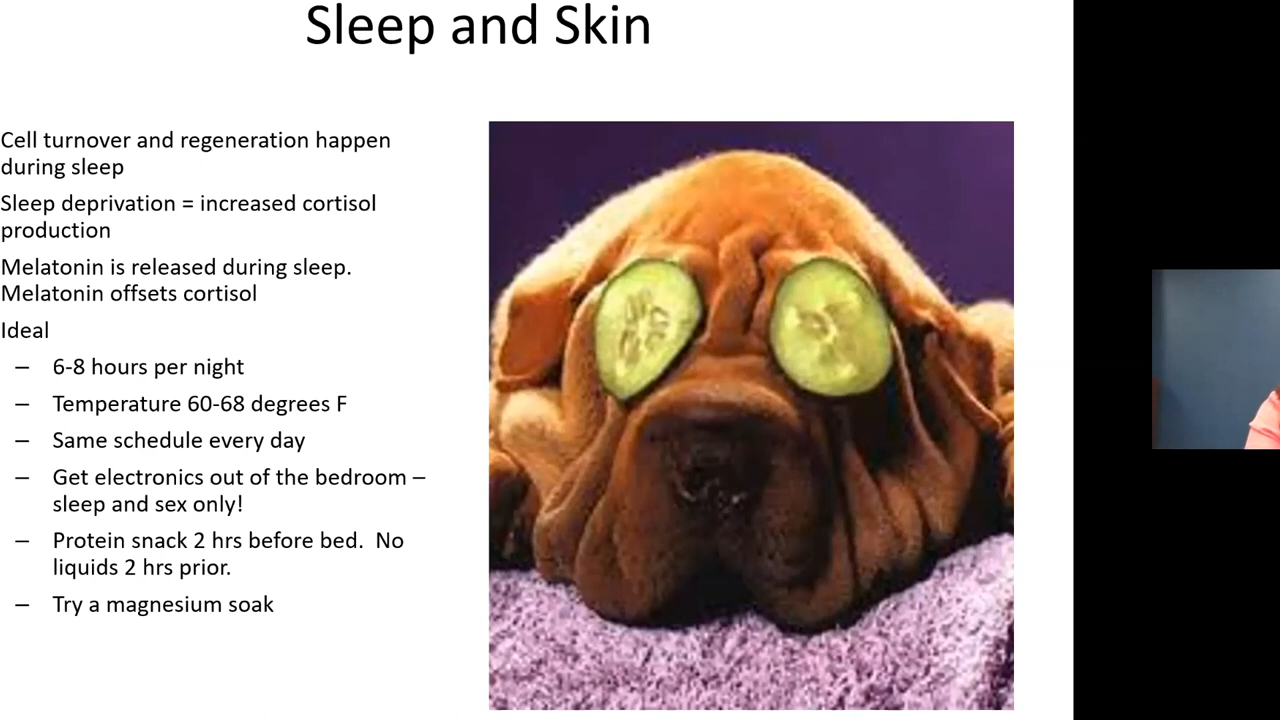 Sleep and Skin
Cell turnover and regeneration happen
during sleep
Sleep deprivation = increased cortisol
production
Melatonin is released during sleep.
Melatonin offsets cortisol
Ideal
– 6-8 hours per night
– Temperature 60-68 degrees F
– Same schedule every day
– Get electronics out of the bedroom –
sleep and sex only!
– Protein snack 2 hrs before bed.  No
liquids 2 hrs prior.
– Try a magnesium soak